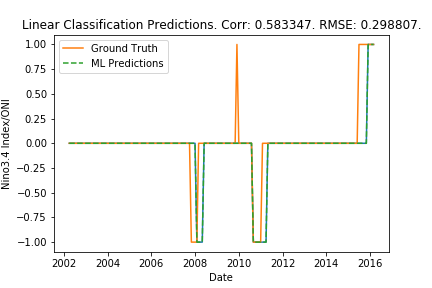 Linear Classification Predictions. Corr: 0.583347. RMSE: 0.298807.
Ground Truth
ML Predictions
1.00
0.75
0.50
0.25
0.00
−0.25
−0.50
−0.75
−1.00
Nino3.4 Index/ONI
2002 2004 2006 2008 2010 2012 2014 2016
Date